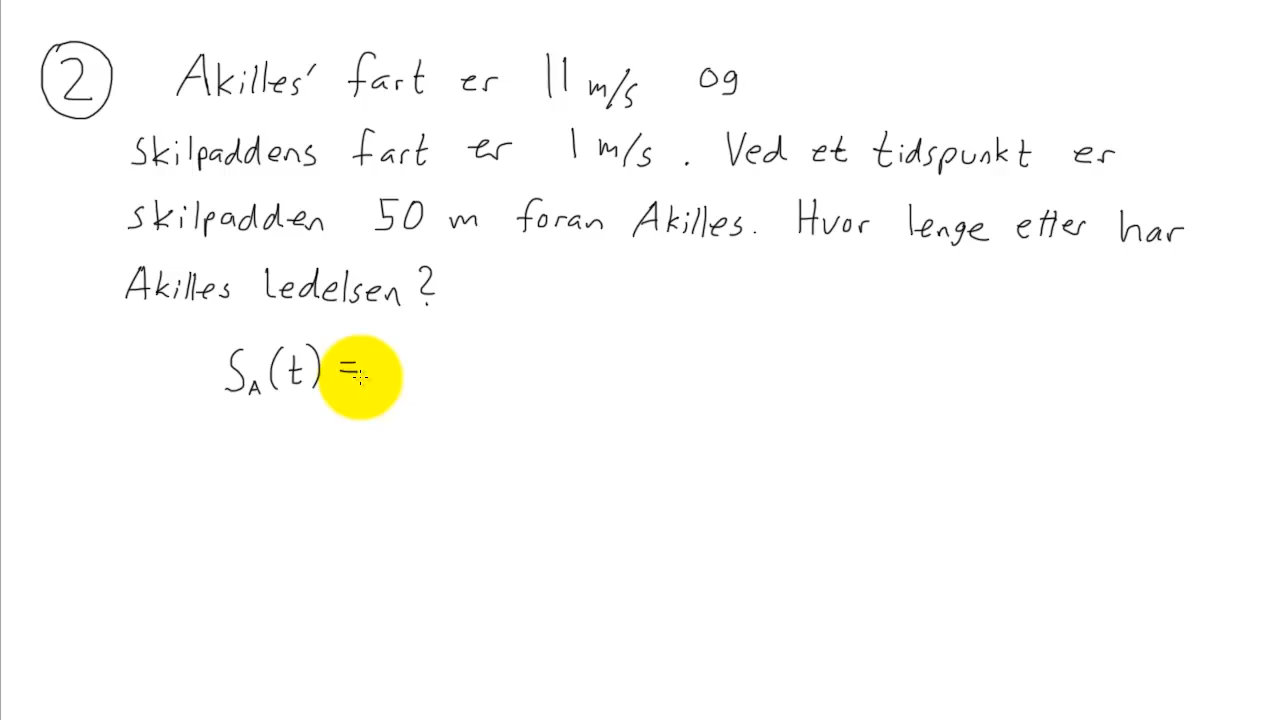 2 Akilles' fart er 11 m/s og
skilpaddens fart er 1 m/s. Ved et tidspunkt er
skilpadden 50 m foran Akilles. Hvor lenge etter har
Akilles ledelsen?
S_A(t) =